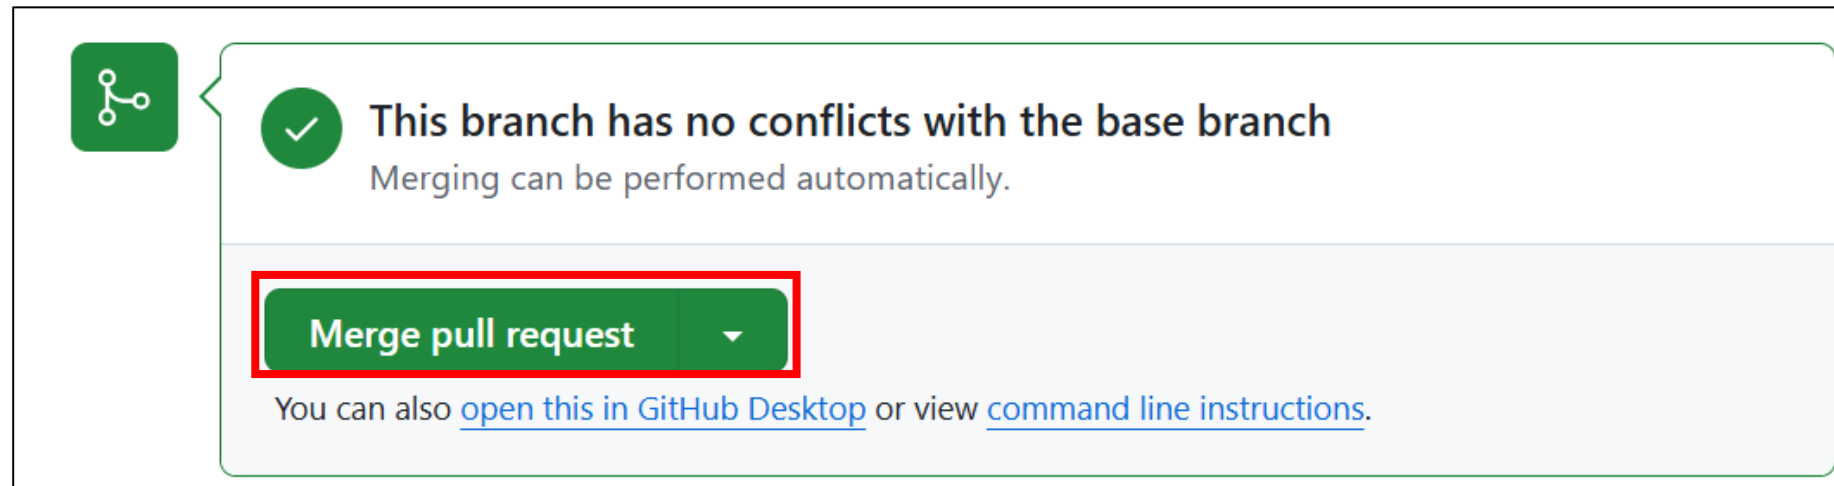 This branch has no conflicts with the base branch
Merging can be performed automatically.
Merge pull request
You can also open this in GitHub Desktop or view command line instructions.